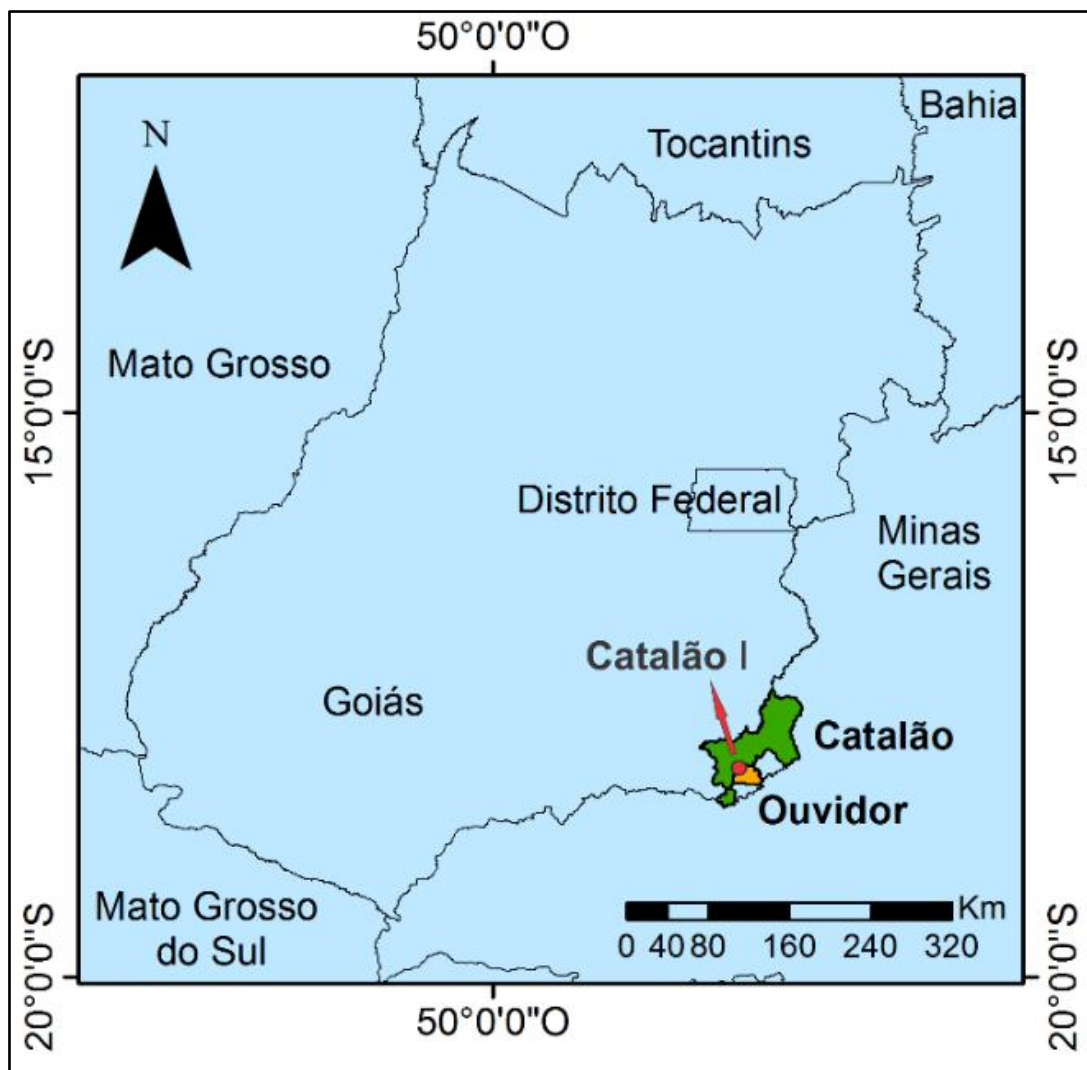 50°0'0"O
Bahia
N
Tocantins
Mato Grosso
15°0'0"S
15°0'0"S
Distrito Federal
Minas
Gerais
Catalão I
Goiás
Catalão
Ouvidor
Mato Grosso
do Sul
Km
0 40 80 160 240 320
20°0'0"S
20°0'0"S
50°0'0"O